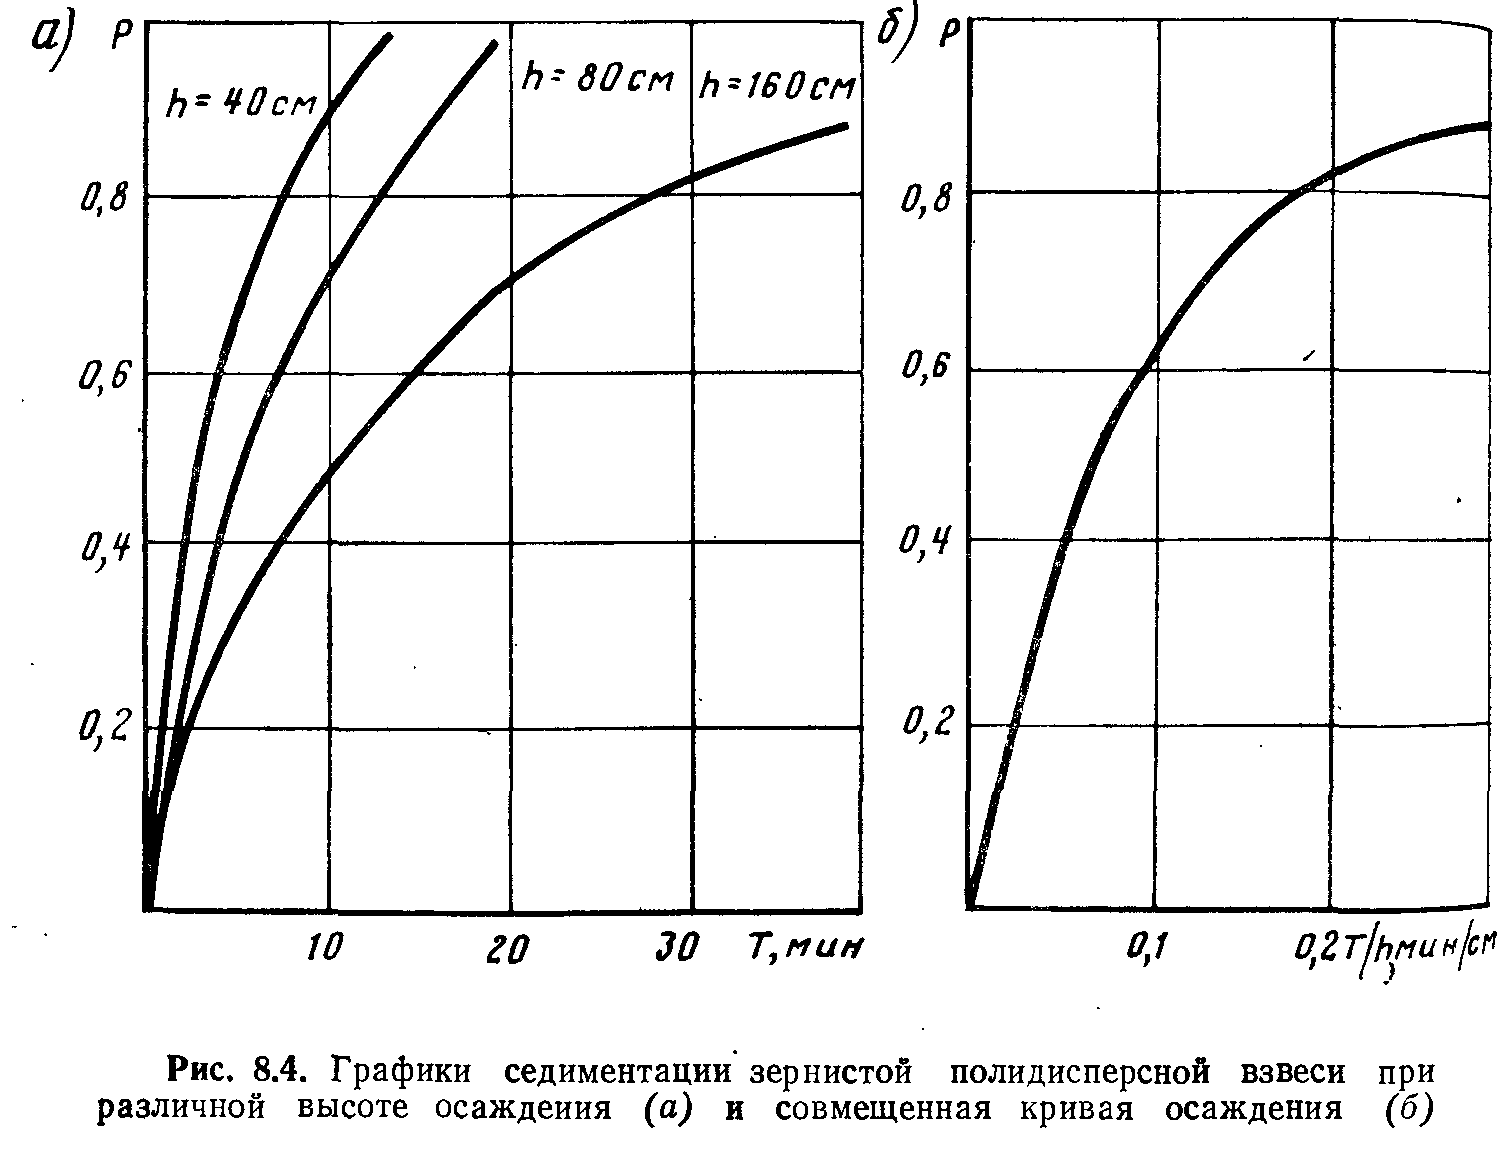 а) P
h = 40 см
h = 80 см
h = 160 см
0,8
0,6
0,4
0,2
10 20 30 T, мин
б) P
0,8
0,6
0,4
0,2
0,1 0,2 T/h, мин/см
Рис. 8.4. Графики седиментации зернистой полидисперсной взвеси при
различной высоте осаждения (а) и совмещенная кривая осаждения (б)